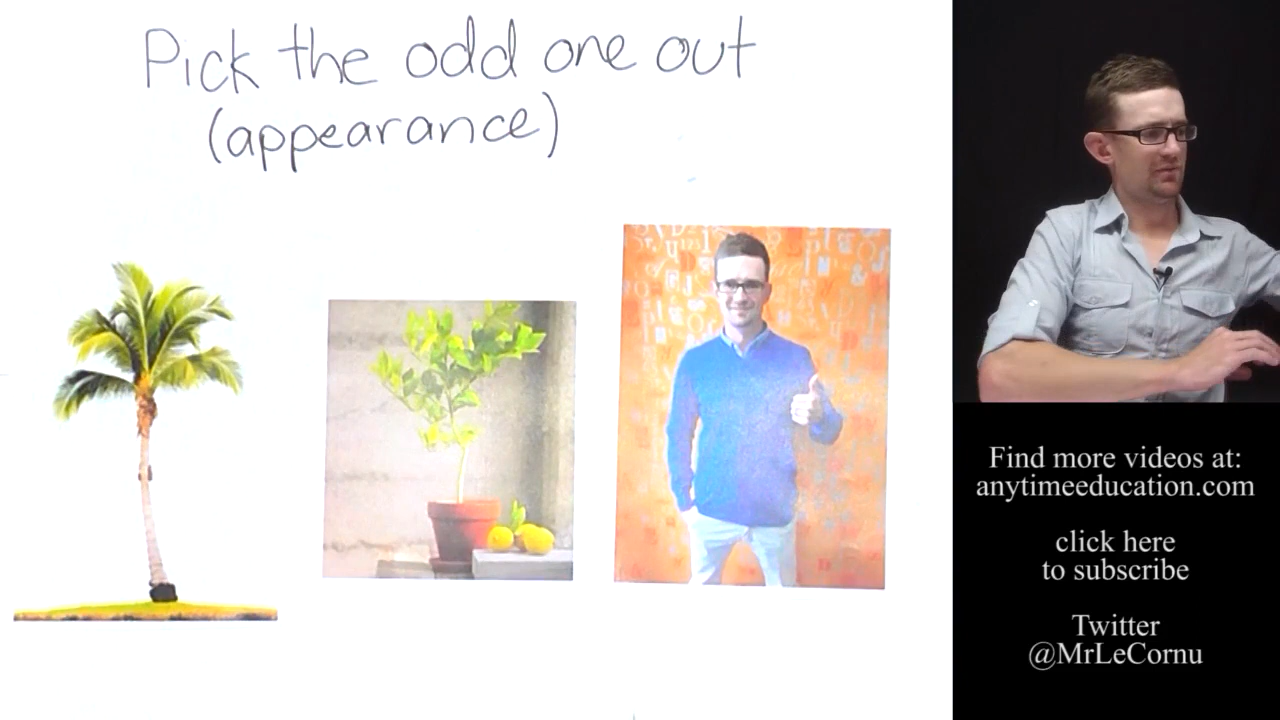 Pick the odd one out
(appearance)
Find more videos at:
anytimeeducation.com
click here
to subscribe
Twitter
@MrLeCornu